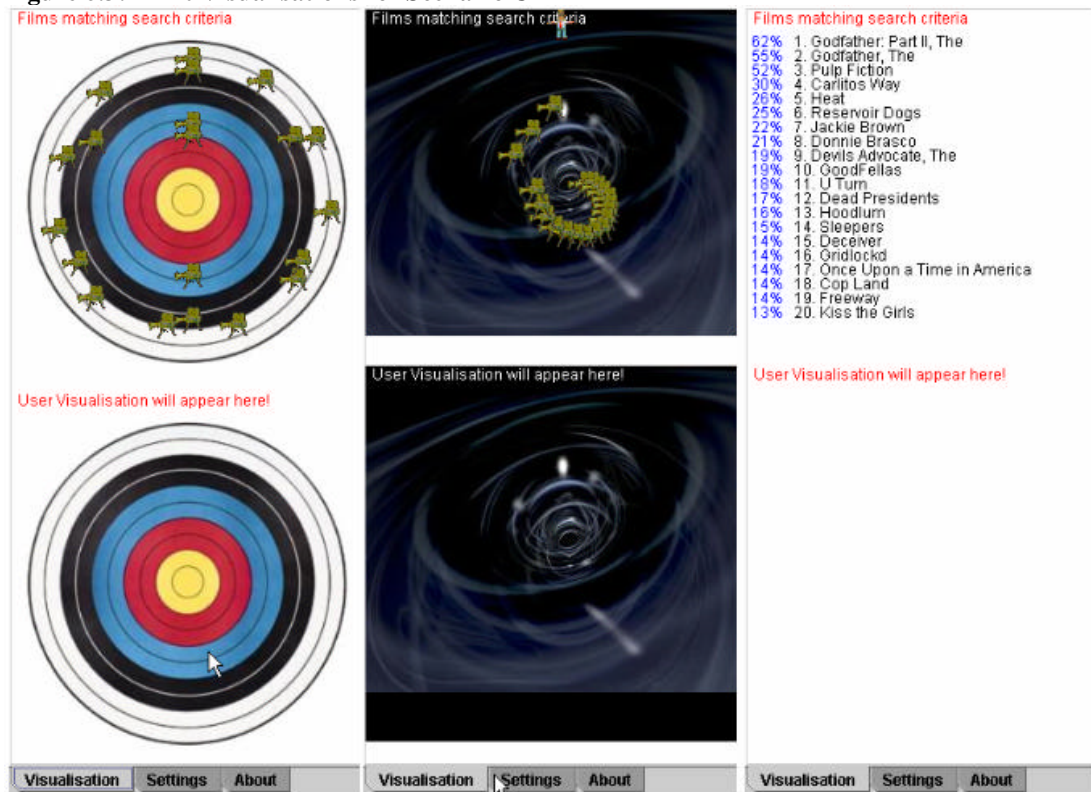 Films matching search criteria
User Visualisation will appear here!
Visualisation Settings About
Films matching search criteria
User Visualisation will appear here!
Visualisation Settings About
Films matching search criteria
62% 1. Godfather: Part II, The
55% 2. Godfather, The
52% 3. Pulp Fiction
30% 4. Carlitos Way
26% 5. Heat
25% 6. Reservoir Dogs
22% 7. Jackie Brown
21% 8. Donnie Brasco
19% 9. Devils Advocate, The
19% 10. GoodFellas
18% 11. U Turn
17% 12. Dead Presidents
16% 13. Hoodlum
15% 14. Sleepers
14% 15. Deceiver
14% 16. Gridlockd
14% 17. Once Upon a Time in America
14% 18. Cop Land
14% 19. Freeway
13% 20. Kiss the Girls
User Visualisation will appear here!
Visualisation Settings About